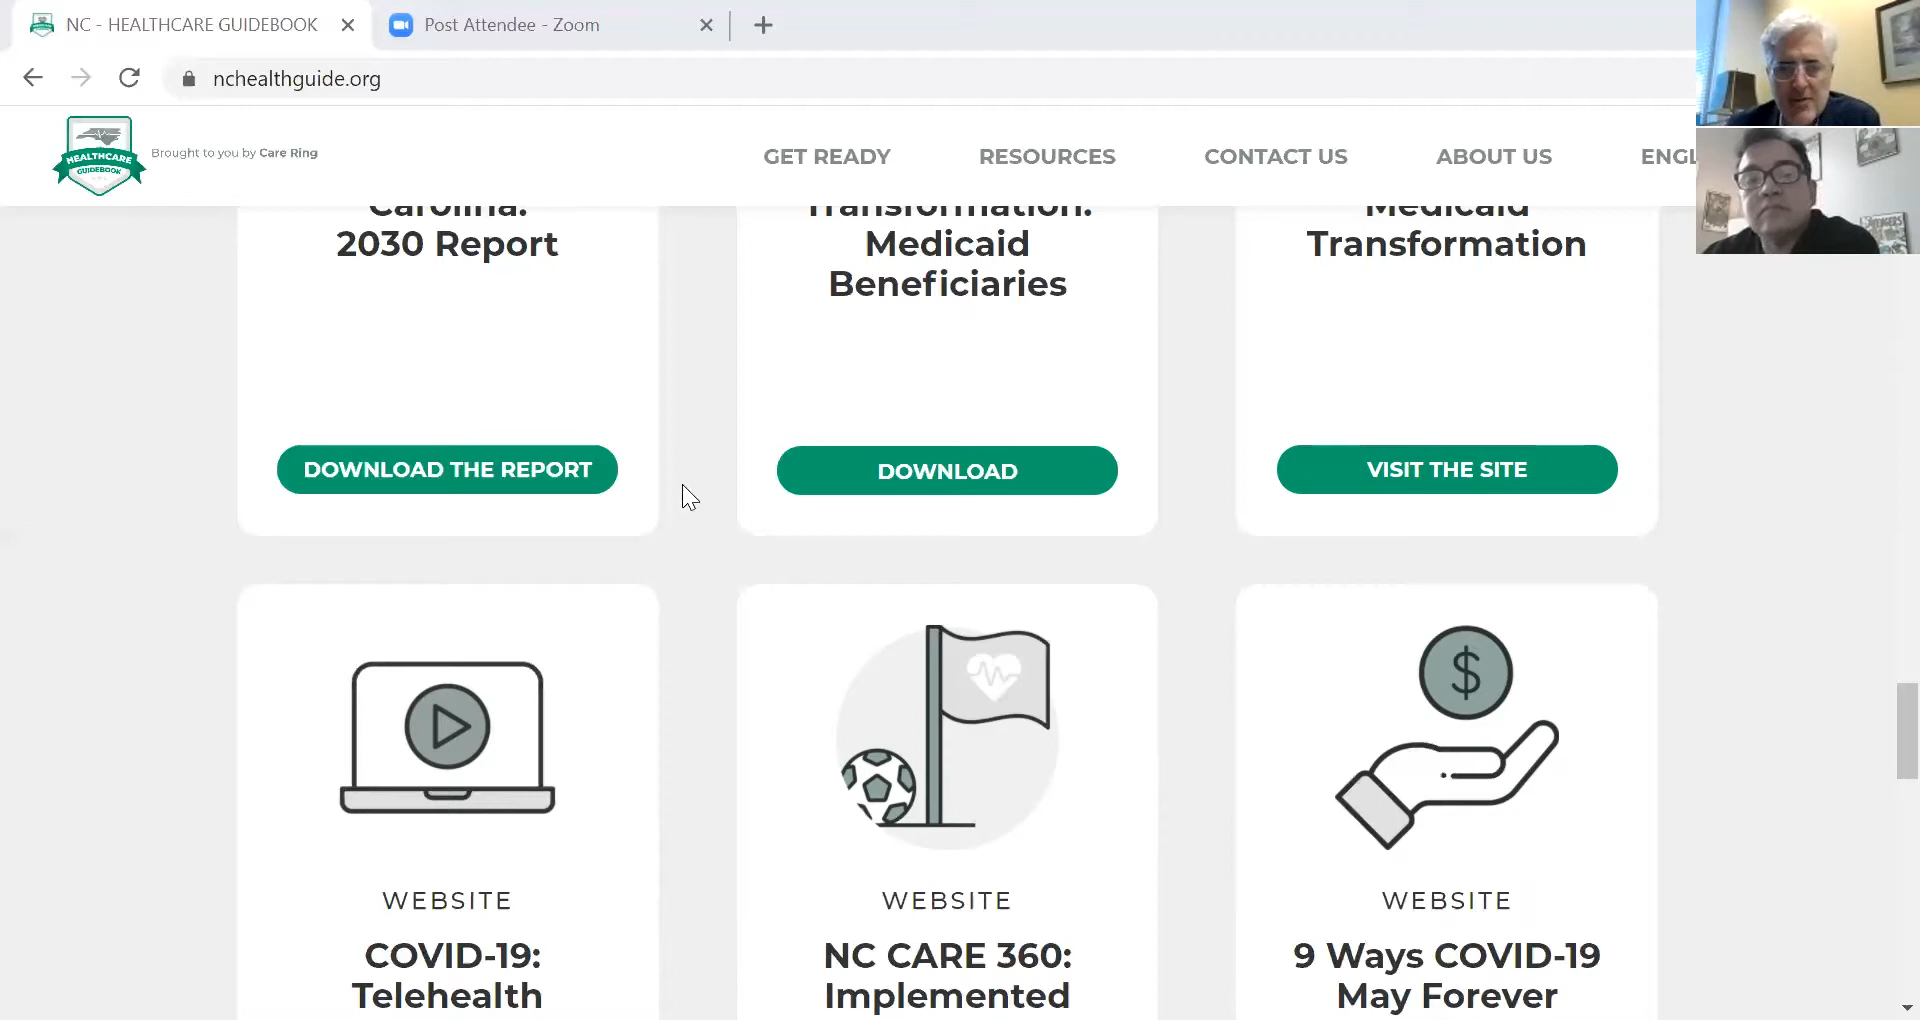 NC - HEALTHCARE GUIDEBOOK
Post Attendee - Zoom
nchealthguide.org
HEALTHCARE
GUIDEBOOK
Brought to you by Care Ring
GET READY
RESOURCES
CONTACT US
ABOUT US
ENGL
Carolina:
2030 Report
DOWNLOAD THE REPORT
Transformation:
Medicaid
Beneficiaries
DOWNLOAD
Medicaid
Transformation
VISIT THE SITE
WEBSITE
COVID-19:
Telehealth
WEBSITE
NC CARE 360:
Implemented
$
WEBSITE
9 Ways COVID-19
May Forever